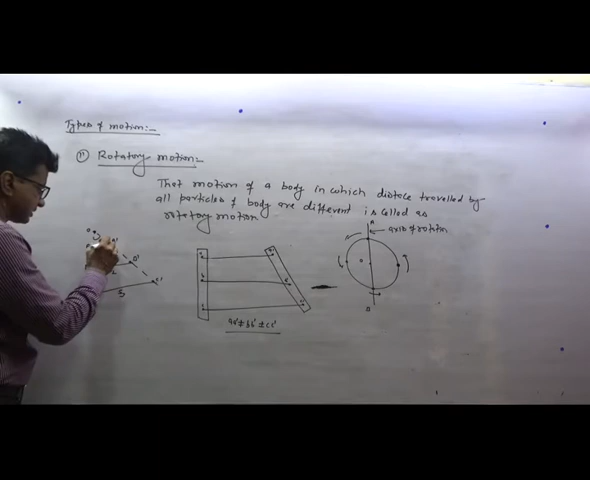 Types of motion:-
11) Rotatory motion:-
That motion of a body in which distace travelled by
all particles of body are different is called as
rotatory motion
A
axis of rotation
B
aa' ≠ bb' ≠ cc'